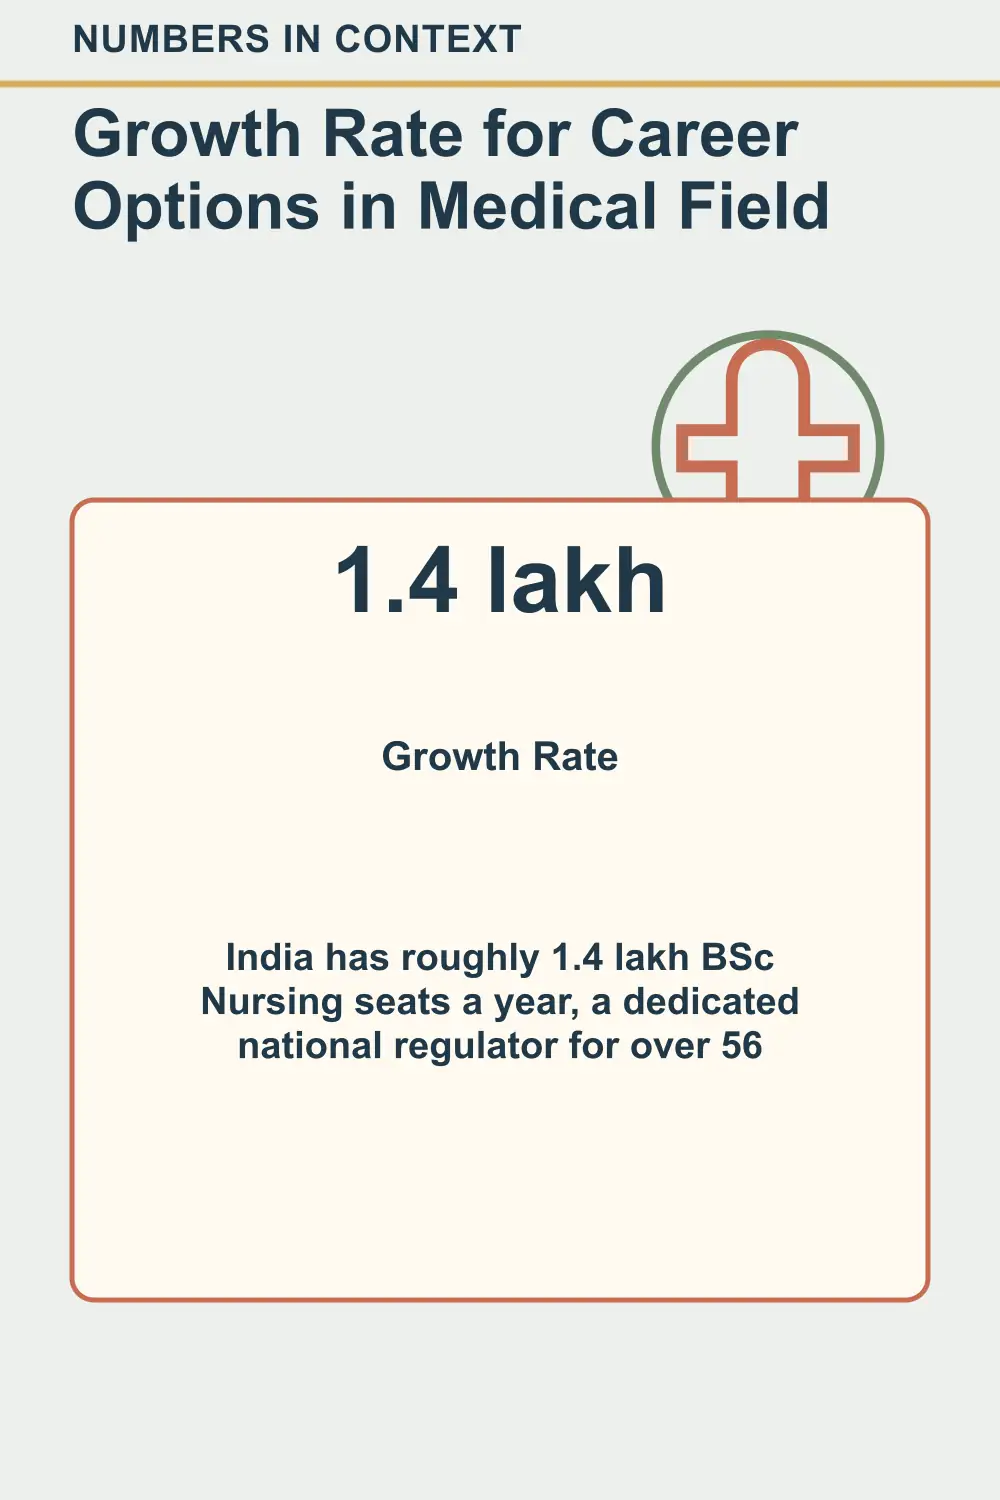 NUMBERS IN CONTEXT
Growth Rate for Career
Options in Medical Field
1.4 lakh
Growth Rate
India has roughly 1.4 lakh BSc
Nursing seats a year, a dedicated
national regulator for over 56